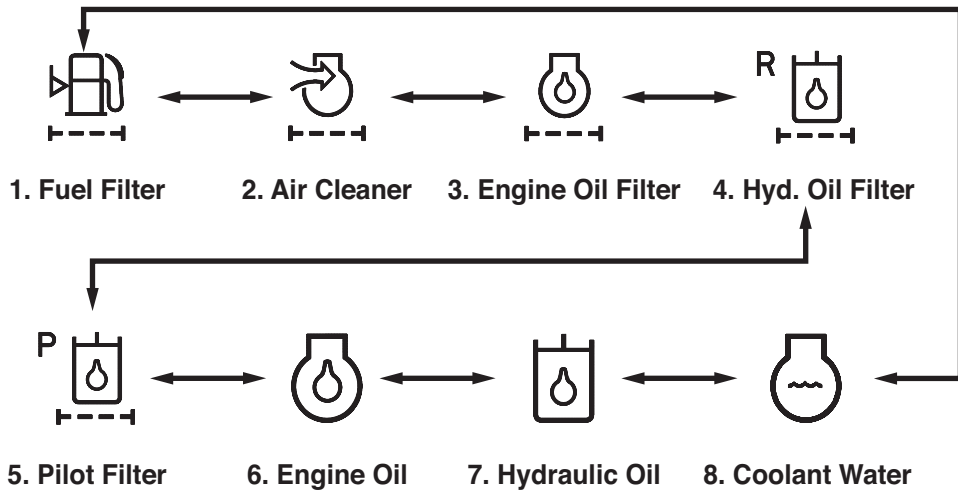 R
1. Fuel Filter 2. Air Cleaner 3. Engine Oil Filter 4. Hyd. Oil Filter
P
5. Pilot Filter 6. Engine Oil 7. Hydraulic Oil 8. Coolant Water